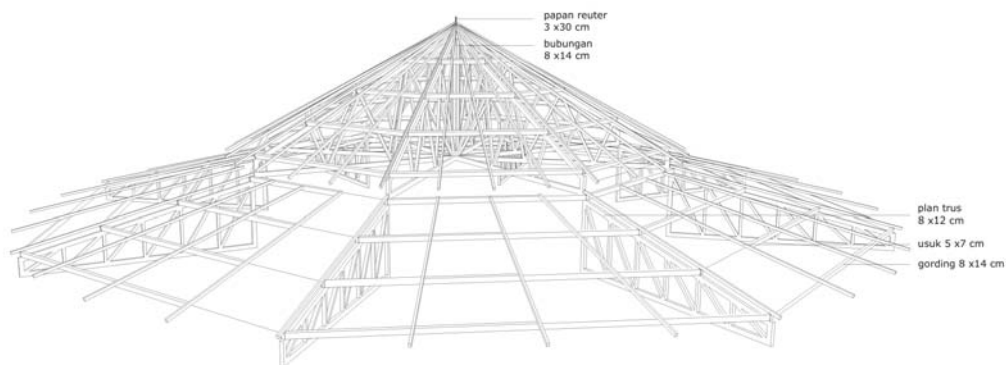 papan reuter
3 x30 cm
bubungan
8 x14 cm
plan trus
8 x12 cm
usuk 5 x7 cm
gording 8 x14 cm